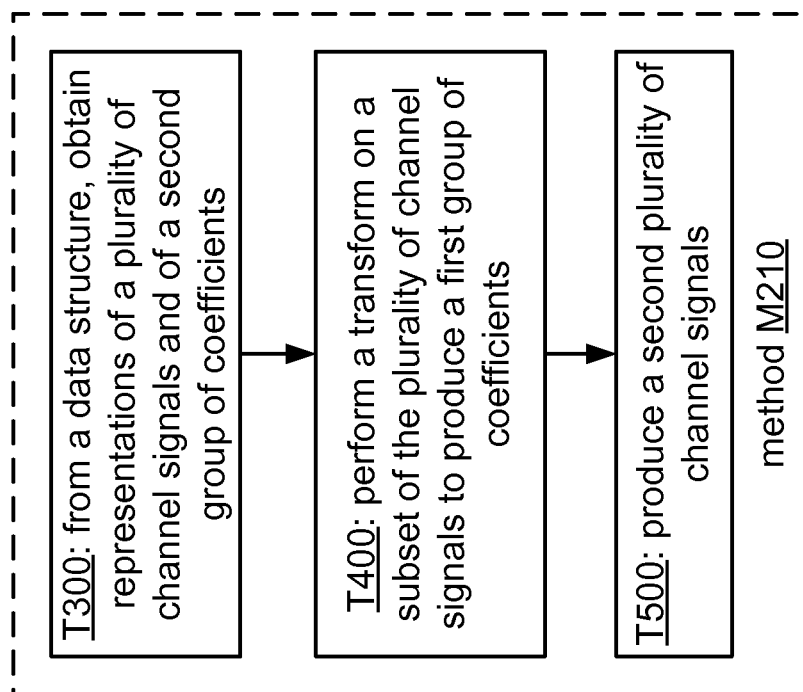 T300: from a data structure, obtain
representations of a plurality of
channel signals and of a second
group of coefficients
T400: perform a transform on a
subset of the plurality of channel
signals to produce a first group of
coefficients
T500: produce a second plurality of
channel signals
method M210